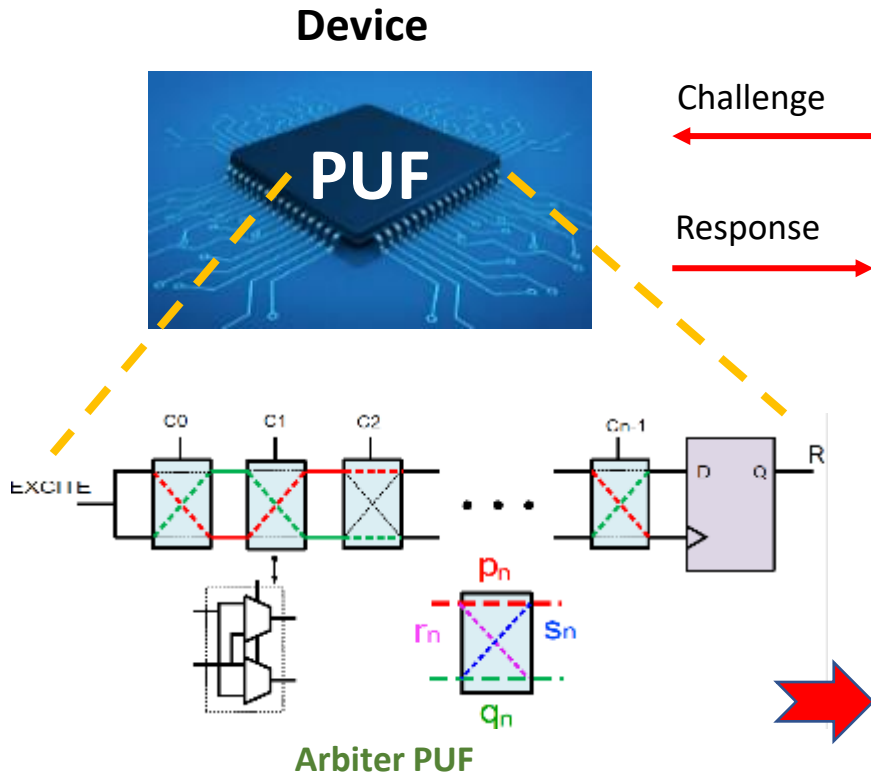 Device
PUF
Challenge
Response
C0 C1 C2 Cn-1
EXCITE
D Q
R
pn
rn sn
qn
Arbiter PUF